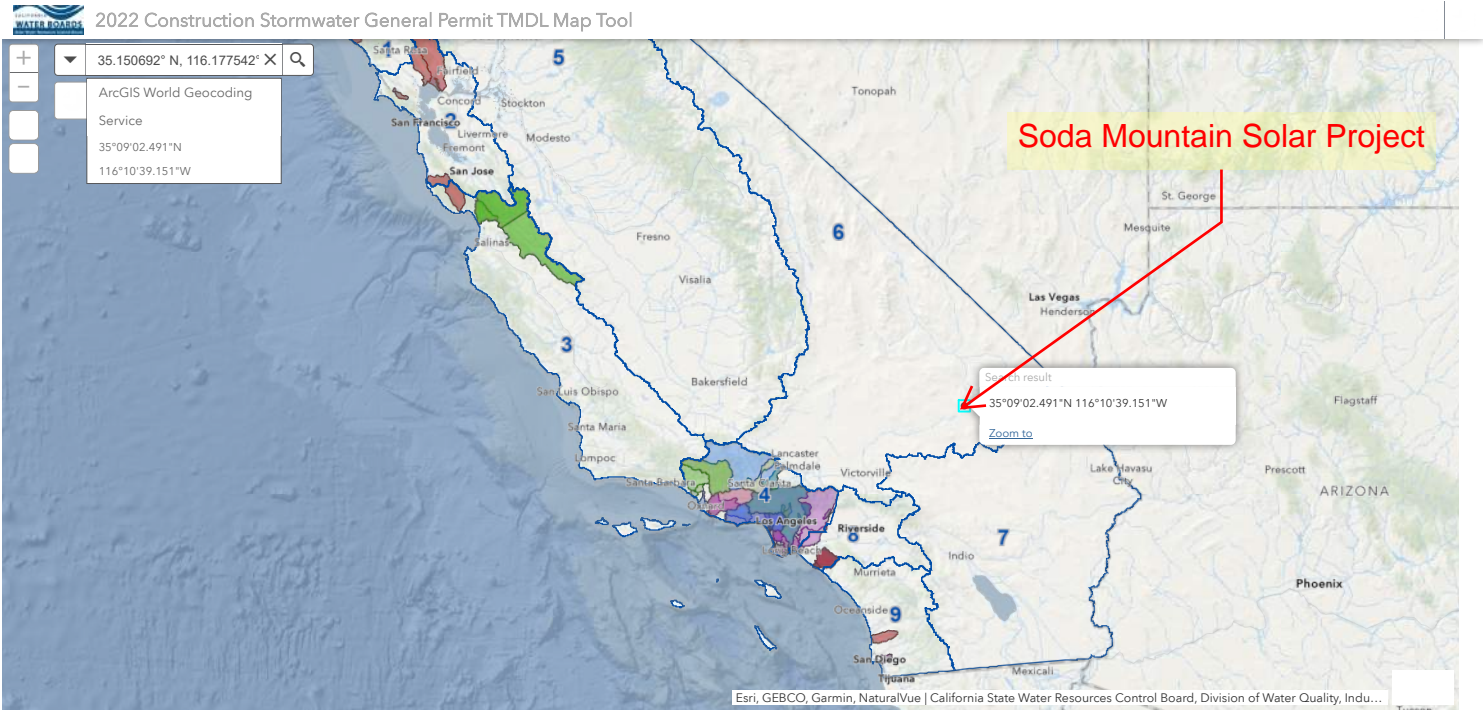 CALIFORNIA
WATER BOARDS
2022 Construction Stormwater General Permit TMDL Map Tool
35.150692° N, 116.177542°
ArcGIS World Geocoding
Service
35°09'02.491"N
116°10'39.151"W
Soda Mountain Solar Project
1
Santa Rosa
Fairfield
5
Concord
Stockton
Tonopah
San Francisco
2
Livermore
Modesto
Fremont
San Jose
St. George
Mesquite
Salinas
Fresno
6
Visalia
Las Vegas
Henderson
3
Search result
35°09'02.491"N 116°10'39.151"W
Zoom to
Bakersfield
San Luis Obispo
Flagstaff
Santa Maria
Lompoc
Lancaster
Palmdale
Victorville
Lake Havasu
City
Prescott
Santa Barbara
Santa Clarita
4
ARIZONA
Oxnard
Los Angeles
Riverside
8
7
Long Beach
Indio
Murrieta
Phoenix
Oceanside
9
San Diego
Tijuana
Mexicali
Esri, GEBCO, Garmin, NaturalVue | California State Water Resources Control Board, Division of Water Quality, Indu...